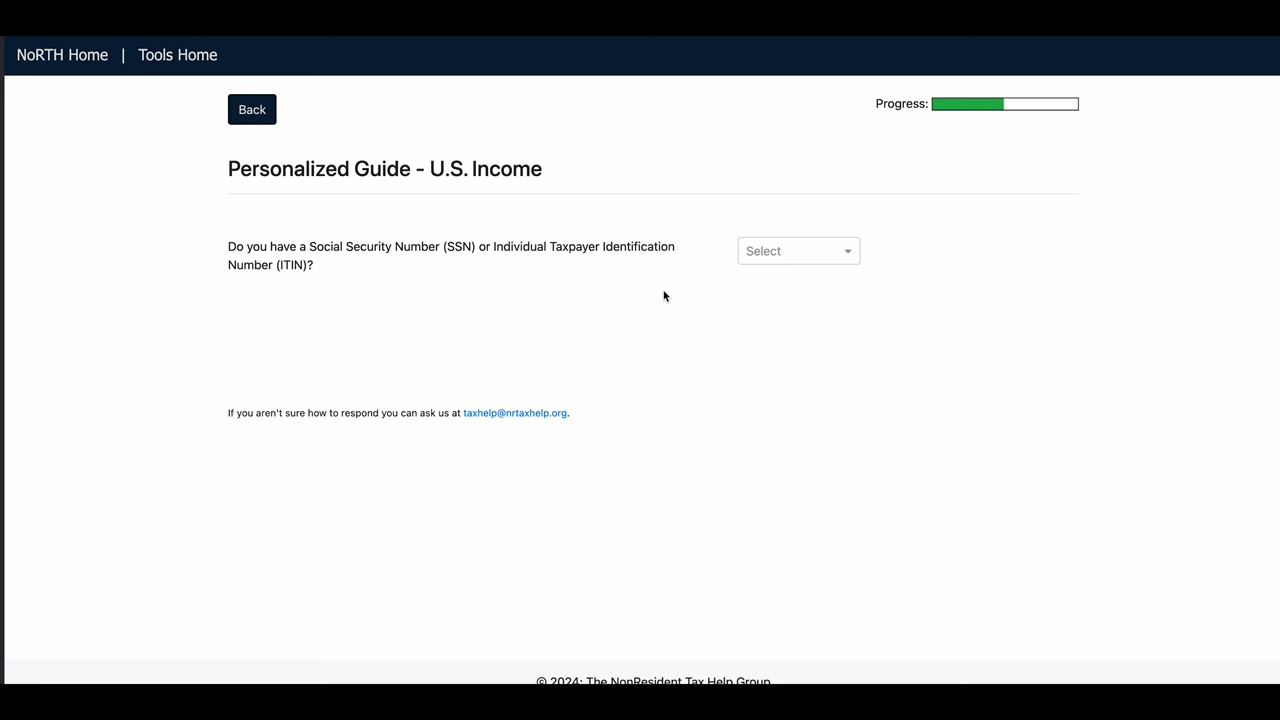 NoRTH Home | Tools Home
Back
Progress:
Personalized Guide - U.S. Income
Do you have a Social Security Number (SSN) or Individual Taxpayer Identification
Number (ITIN)?
Select
If you aren't sure how to respond you can ask us at taxhelp@nrtaxhelp.org.
© 2024: The NonResident Tax Help Group